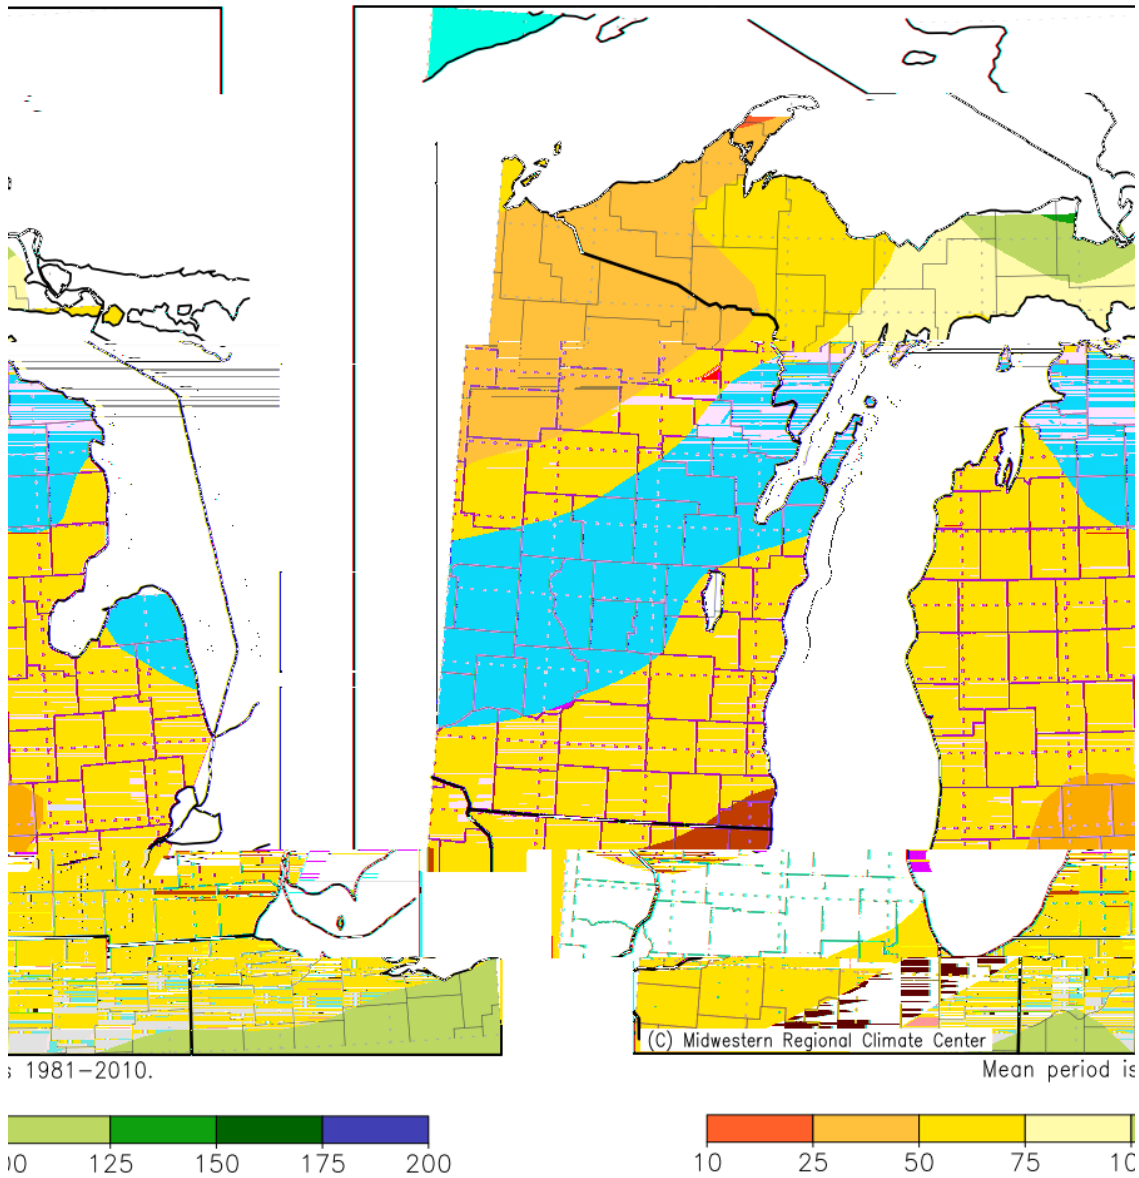 (C) Midwestern Regional Climate Center
s 1981-2010.
Mean period is
125 150 175 200
10 25 50 75